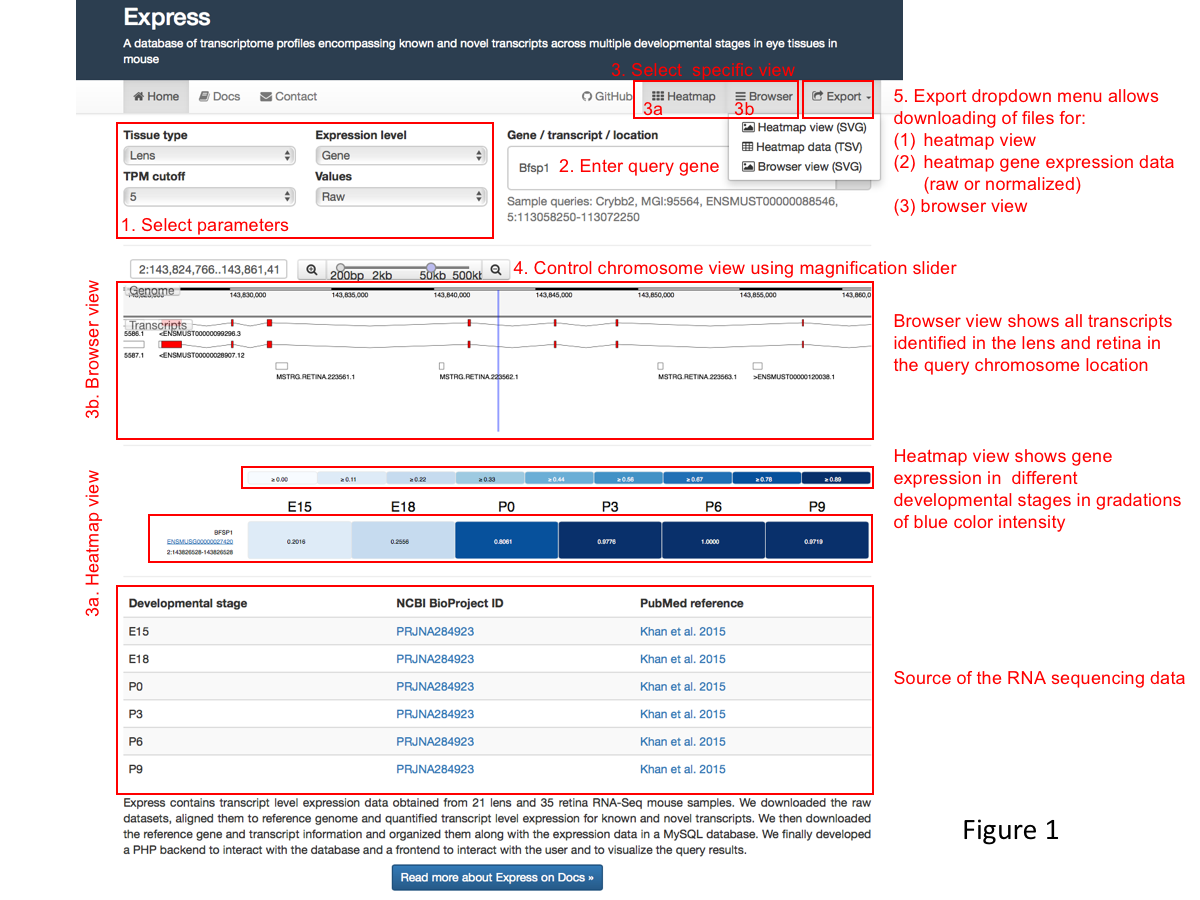 Express
A database of transcriptome profiles encompassing known and novel transcripts across multiple developmental stages in eye tissues in
mouse
3. Select specific view
Home Docs Contact GitHub Heatmap Browser Export
3a 3b
Heatmap view (SVG)
Heatmap data (TSV)
Browser view (SVG)
5. Export dropdown menu allows
downloading of files for:
(1) heatmap view
(2) heatmap gene expression data
(raw or normalized)
(3) browser view
Tissue type Expression level Gene / transcript / location
Lens Gene
TPM cutoff Values
5 Raw
Bfsp1 2. Enter query gene
Sample queries: Crybb2, MGI:95564, ENSMUST00000088546,
5:113058250-113072250
1. Select parameters
2:143,824,766..143,861,41
200bp 2kb 50kb 500kb
4. Control chromosome view using magnification slider
3b. Browser view
Genome
143,830,000 143,835,000 143,840,000 143,845,000 143,850,000 143,855,000 143,860,0
Transcripts
5586.1 <ENSMUST00000099296.3
5587.1 <ENSMUST00000028907.12
MSTRG.RETINA.223561.1 MSTRG.RETINA.223562.1 MSTRG.RETINA.223563.1 >ENSMUST00000120038.1
Browser view shows all transcripts
identified in the lens and retina in
the query chromosome location
3a. Heatmap view
≥ 0.00 ≥ 0.11 ≥ 0.22 ≥ 0.33 ≥ 0.44 ≥ 0.56 ≥ 0.67 ≥ 0.78 ≥ 0.89
E15 E18 P0 P3 P6 P9
BFSP1
ENSMUSG00000027420
2:143826528-143826528
0.2016 0.2556 0.8061 0.9776 1.0000 0.9719
Heatmap view shows gene
expression in different
developmental stages in gradations
of blue color intensity
Developmental stage NCBI BioProject ID PubMed reference
E15 PRJNA284923 Khan et al. 2015
E18 PRJNA284923 Khan et al. 2015
P0 PRJNA284923 Khan et al. 2015
P3 PRJNA284923 Khan et al. 2015
P6 PRJNA284923 Khan et al. 2015
P9 PRJNA284923 Khan et al. 2015
Source of the RNA sequencing data
Express contains transcript level expression data obtained from 21 lens and 35 retina RNA-Seq mouse samples. We downloaded the raw
datasets, aligned them to reference genome and quantified transcript level expression for known and novel transcripts. We then downloaded
the reference gene and transcript information and organized them along with the expression data in a MySQL database. We finally developed
a PHP backend to interact with the database and a frontend to interact with the user and to visualize the query results.
Read more about Express on Docs »
Figure 1